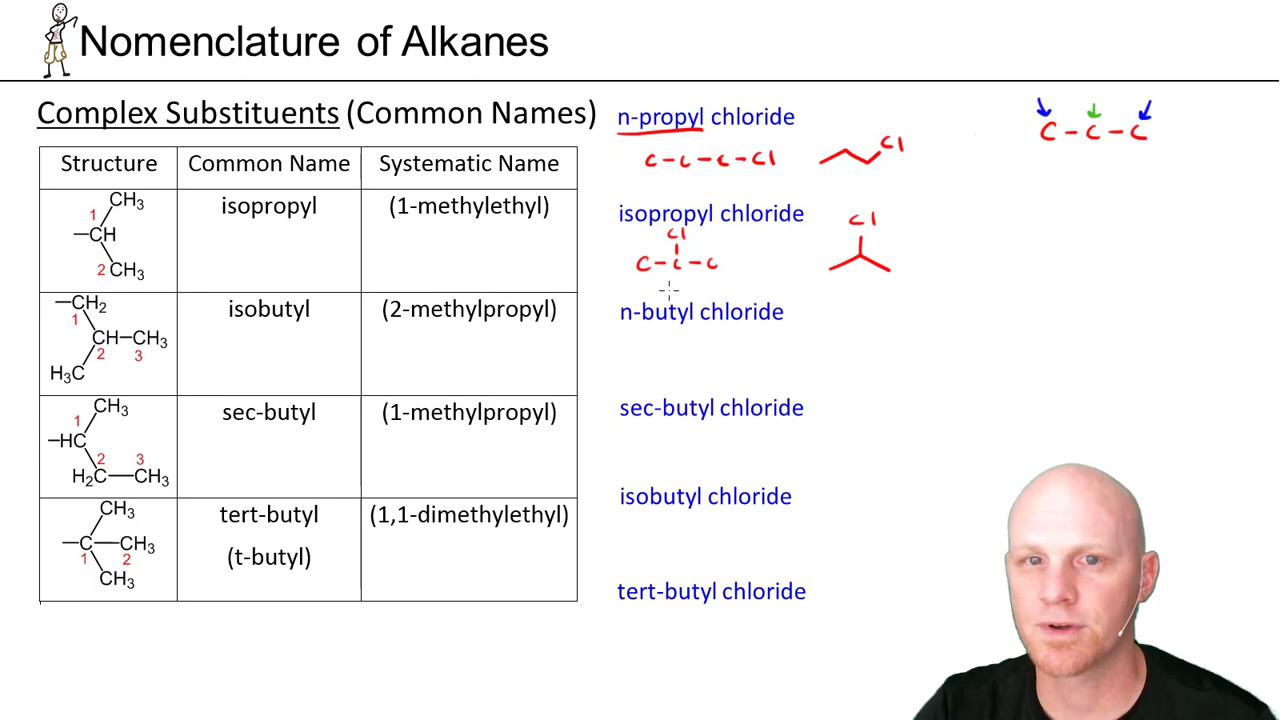 Nomenclature of Alkanes
Complex Substituents (Common Names)
Structure Common Name Systematic Name
CH3
1
—CH
2 CH3
isopropyl (1-methylethyl)
—CH2
1
CH—CH3
2 3
H3C
isobutyl (2-methylpropyl)
CH3
1
—HC
2 3
H2C—CH3
sec-butyl (1-methylpropyl)
CH3
—C—CH3
1 2
CH3
tert-butyl (1,1-dimethylethyl)
(t-butyl)
n-propyl chloride
C-C-C-Cl
Cl
isopropyl chloride
Cl
C-C-C
Cl
n-butyl chloride
sec-butyl chloride
isobutyl chloride
tert-butyl chloride
C-C-C